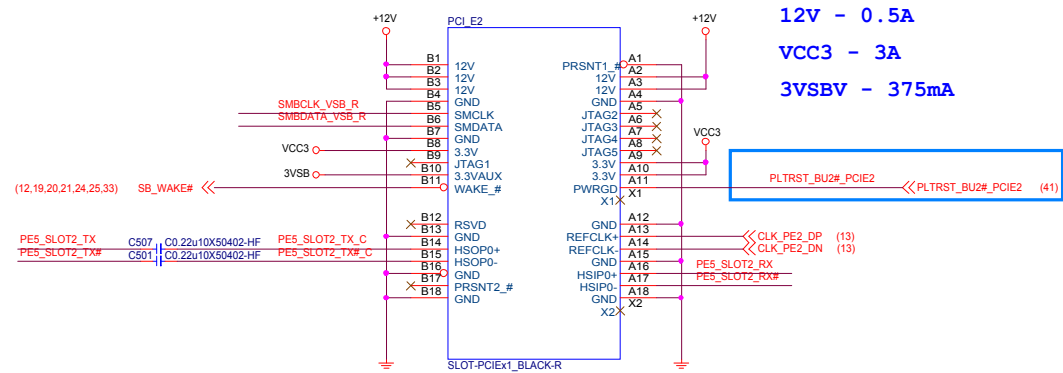 12V - 0.5A
VCC3 - 3A
3VSBV - 375mA
+12V
PCI_E2
+12V
B1 12V PRSNT1_# A1
B2 12V 12V A2
B3 12V 12V A3
B4 GND GND A4
SMBCLK_VSB_R B5 SMCLK JTAG2 A5
SMBDATA_VSB_R B6 SMDATA JTAG3 A6
B7 GND JTAG4 A7
VCC3 B8 3.3V JTAG5 A8
VCC3
B9 JTAG1 3.3V A9
3VSB B10 3.3VAUX 3.3V A10
(12,19,20,21,24,25,33) SB_WAKE# B11 WAKE_# PWRGD A11 PLTRST_BU2#_PCIE2 PLTRST_BU2#_PCIE2 (41)
X1 X1
B12 RSVD GND A12
B13 GND REFCLK+ A13 CLK_PE2_DP (13)
PE5_SLOT2_TX C507 C0.22u10X50402-HF PE5_SLOT2_TX_C B14 HSOP0+ REFCLK- A14 CLK_PE2_DN (13)
PE5_SLOT2_TX# C501 C0.22u10X50402-HF PE5_SLOT2_TX#_C B15 HSOP0- GND A15
B16 GND HSIP0+ A16 PE5_SLOT2_RX
B17 PRSNT2_# HSIP0- A17 PE5_SLOT2_RX#
B18 GND GND A18
X2 X2
SLOT-PCIEx1_BLACK-R